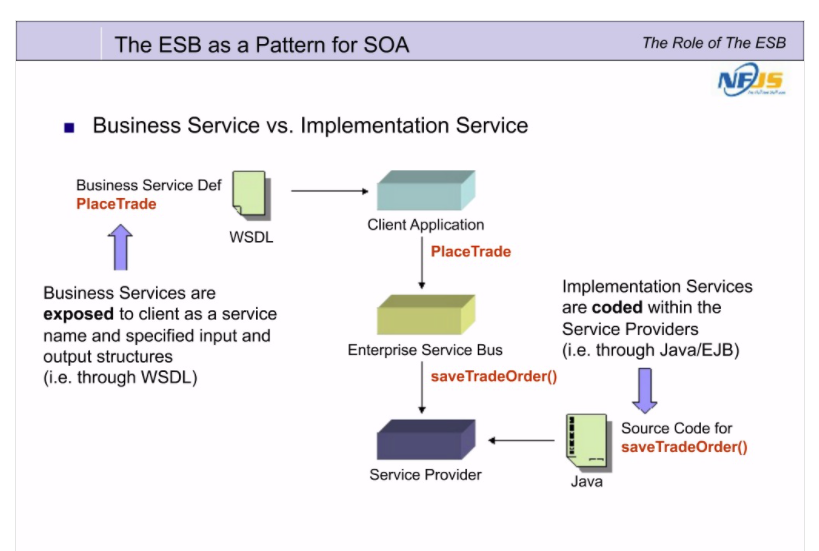 The ESB as a Pattern for SOA
The Role of The ESB
NFJS
■ Business Service vs. Implementation Service
Business Service Def
PlaceTrade
WSDL
Client Application
PlaceTrade
Business Services are
exposed to client as a service
name and specified input and
output structures
(i.e. through WSDL)
Implementation Services
are coded within the
Service Providers
(i.e. through Java/EJB)
Enterprise Service Bus
saveTradeOrder()
Source Code for
saveTradeOrder()
Service Provider
Java